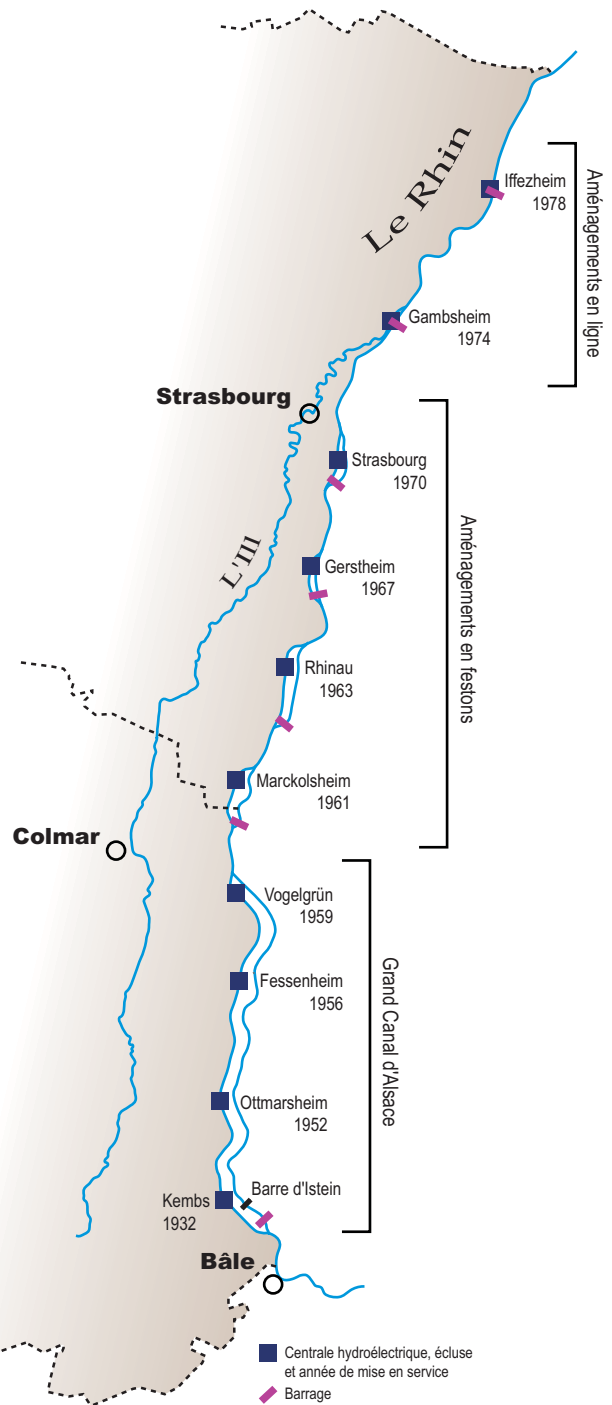 Le Rhin
Iffezheim
1978
Aménagements en ligne
Gambsheim
1974
Strasbourg
Strasbourg
1970
Aménagements en festons
L'Ill
Gerstheim
1967
Rhinau
1963
Marckolsheim
1961
Colmar
Vogelgrün
1959
Grand Canal d'Alsace
Fessenheim
1956
Ottmarsheim
1952
Barre d'Istein
Kembs
1932
Bâle
Centrale hydroélectrique, écluse
et année de mise en service
Barrage